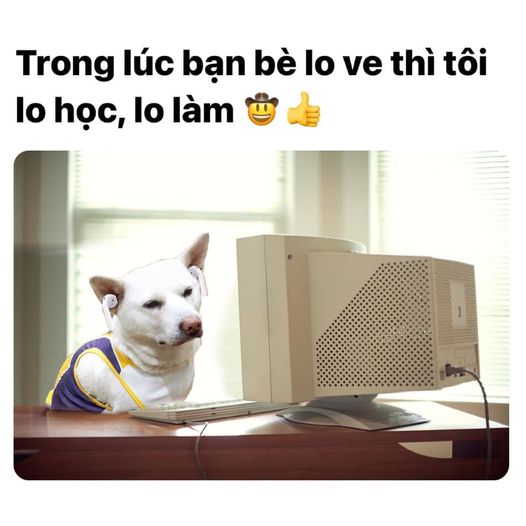 Trong lúc bạn bè lo ve thì tôi
lo học, lo làm 🤠👍